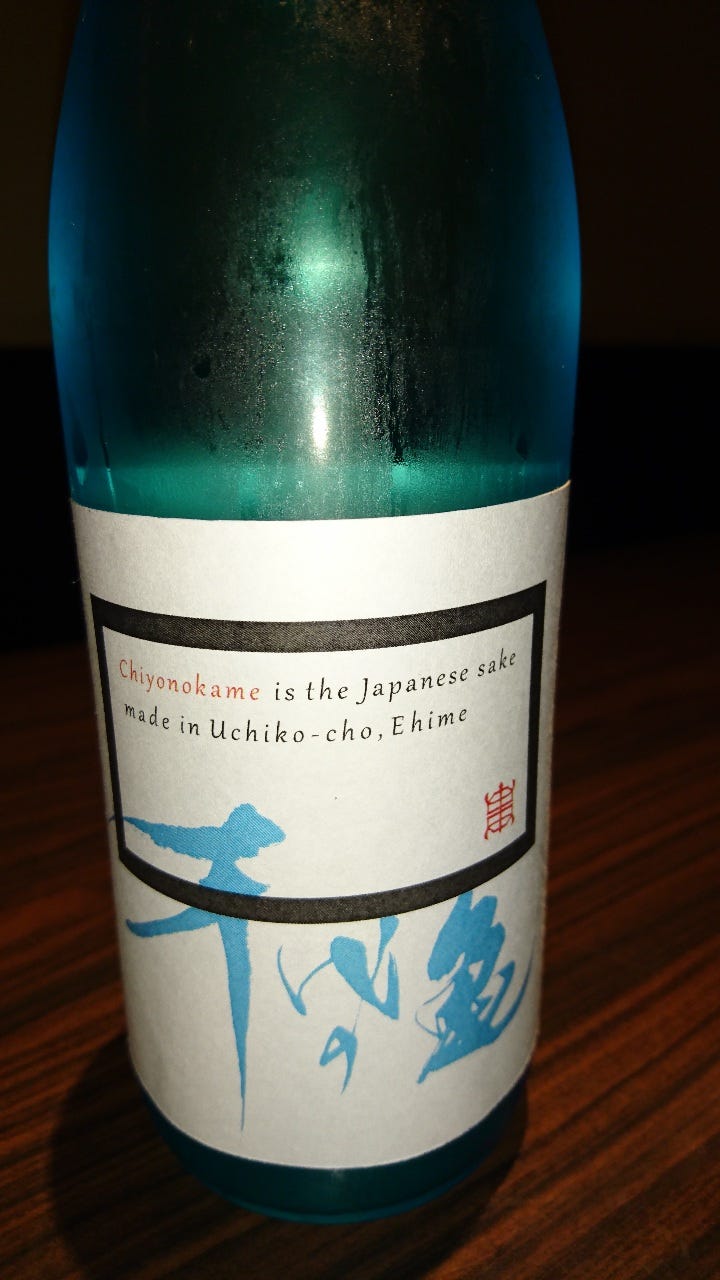 Chiyonokame is the Japanese sake
made in Uchiko-cho, Ehime
千代の亀